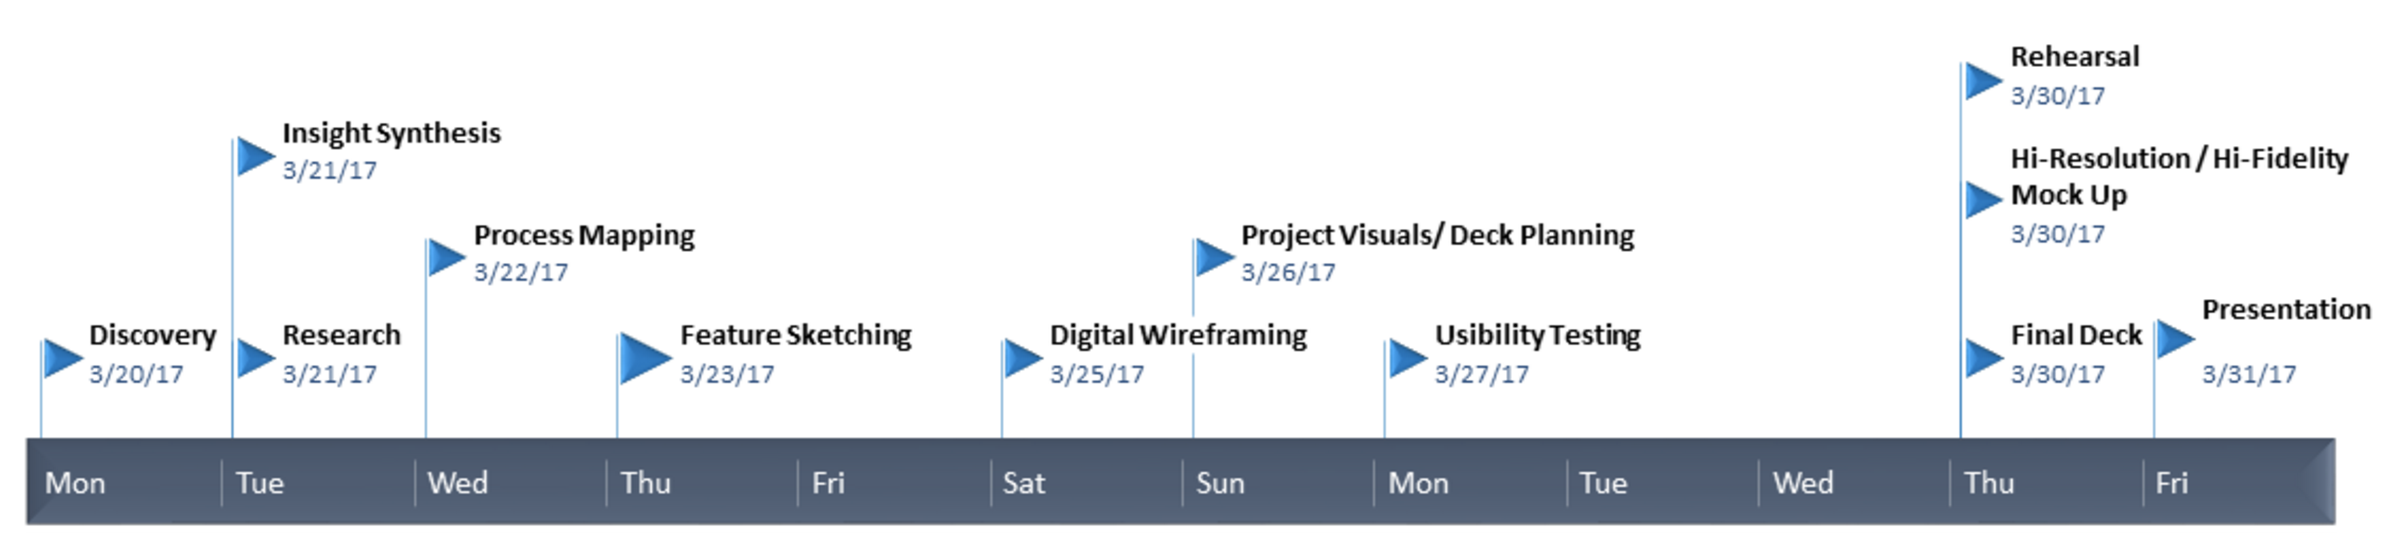 Rehearsal
3/30/17
Insight Synthesis
3/21/17
Hi-Resolution / Hi-Fidelity
Mock Up
3/30/17
Process Mapping
3/22/17
Project Visuals/ Deck Planning
3/26/17
Discovery
3/20/17
Research
3/21/17
Feature Sketching
3/23/17
Digital Wireframing
3/25/17
Usibility Testing
3/27/17
Final Deck
3/30/17
Presentation
3/31/17
Mon Tue Wed Thu Fri Sat Sun Mon Tue Wed Thu Fri